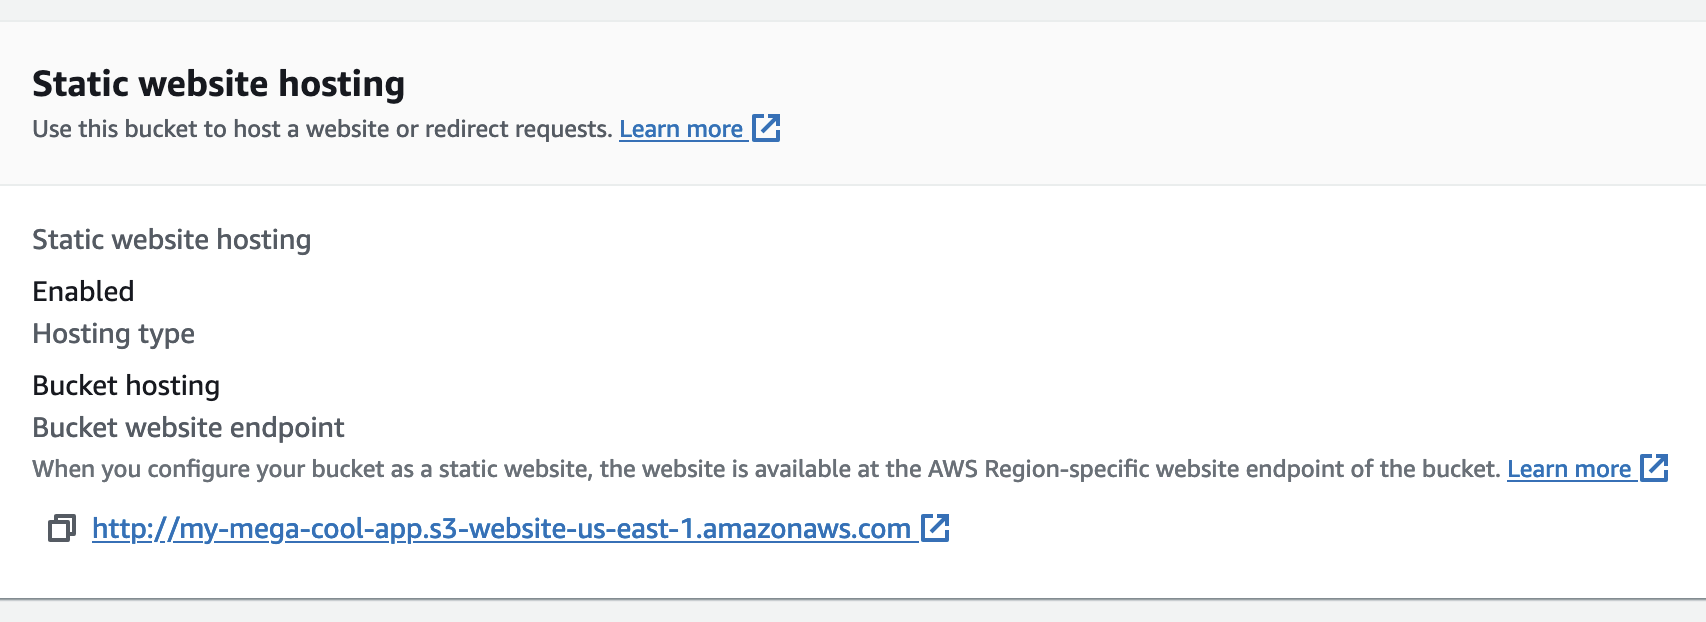 Static website hosting
Use this bucket to host a website or redirect requests. Learn more
Static website hosting
Enabled
Hosting type
Bucket hosting
Bucket website endpoint
When you configure your bucket as a static website, the website is available at the AWS Region-specific website endpoint of the bucket. Learn more
http://my-mega-cool-app.s3-website-us-east-1.amazonaws.com